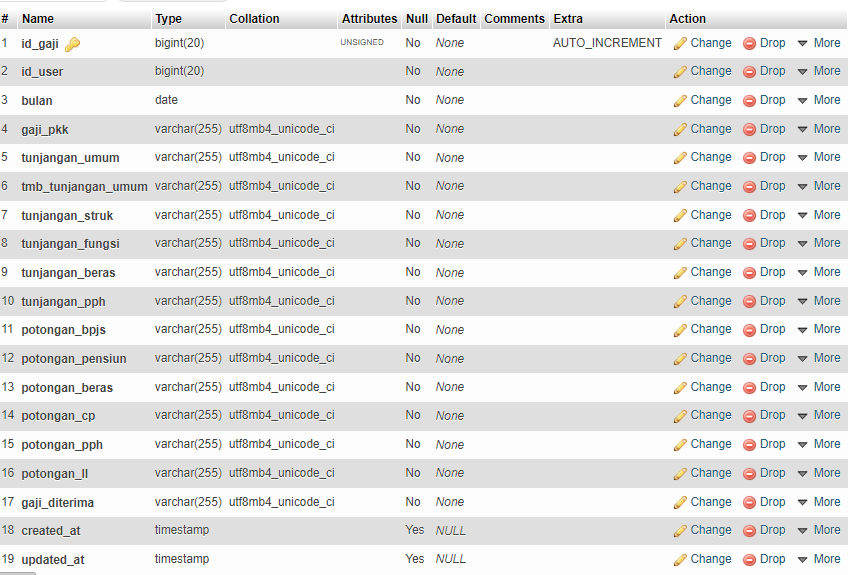 # Name Type Collation Attributes Null Default Comments Extra Action
1 id_gaji bigint(20) UNSIGNED No None AUTO_INCREMENT Change Drop More
2 id_user bigint(20) No None Change Drop More
3 bulan date No None Change Drop More
4 gaji_pkk varchar(255) utf8mb4_unicode_ci No None Change Drop More
5 tunjangan_umum varchar(255) utf8mb4_unicode_ci No None Change Drop More
6 tmb_tunjangan_umum varchar(255) utf8mb4_unicode_ci No None Change Drop More
7 tunjangan_struk varchar(255) utf8mb4_unicode_ci No None Change Drop More
8 tunjangan_fungsi varchar(255) utf8mb4_unicode_ci No None Change Drop More
9 tunjangan_beras varchar(255) utf8mb4_unicode_ci No None Change Drop More
10 tunjangan_pph varchar(255) utf8mb4_unicode_ci No None Change Drop More
11 potongan_bpjs varchar(255) utf8mb4_unicode_ci No None Change Drop More
12 potongan_pensiun varchar(255) utf8mb4_unicode_ci No None Change Drop More
13 potongan_beras varchar(255) utf8mb4_unicode_ci No None Change Drop More
14 potongan_cp varchar(255) utf8mb4_unicode_ci No None Change Drop More
15 potongan_pph varchar(255) utf8mb4_unicode_ci No None Change Drop More
16 potongan_ll varchar(255) utf8mb4_unicode_ci No None Change Drop More
17 gaji_diterima varchar(255) utf8mb4_unicode_ci No None Change Drop More
18 created_at timestamp Yes NULL Change Drop More
19 updated_at timestamp Yes NULL Change Drop More